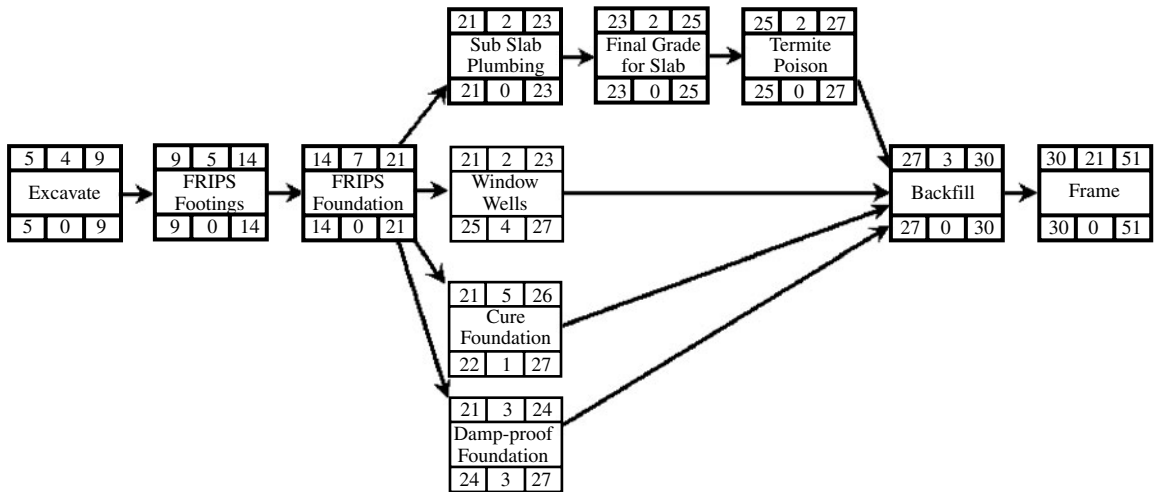 21 2 23
Sub Slab
Plumbing
21 0 23
23 2 25
Final Grade
for Slab
23 0 25
25 2 27
Termite
Poison
25 0 27
5 4 9
Excavate
5 0 9
9 5 14
FRIPS
Footings
9 0 14
14 7 21
FRIPS
Foundation
14 0 21
21 2 23
Window
Wells
25 4 27
27 3 30
Backfill
27 0 30
30 21 51
Frame
30 0 51
21 5 26
Cure
Foundation
22 1 27
21 3 24
Damp-proof
Foundation
24 3 27